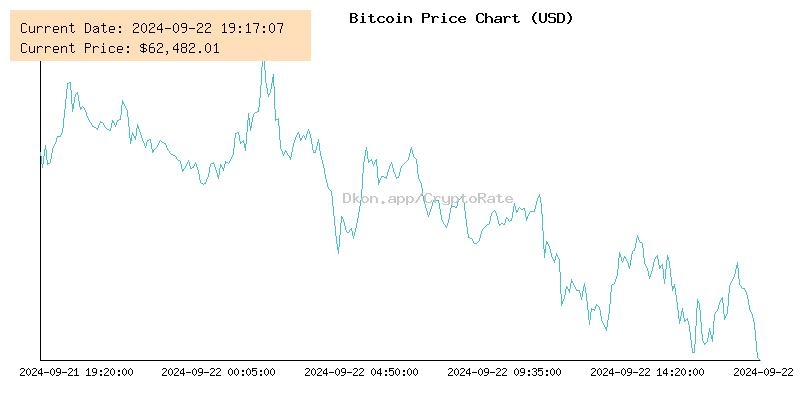 Bitcoin Price Chart (USD)
Current Date: 2024-09-22 19:17:07
Current Price: $62,482.01
Dkon.app/CryptoRate
2024-09-21 19:20:00 2024-09-22 00:05:00 2024-09-22 04:50:00 2024-09-22 09:35:00 2024-09-22 14:20:00 2024-09-22